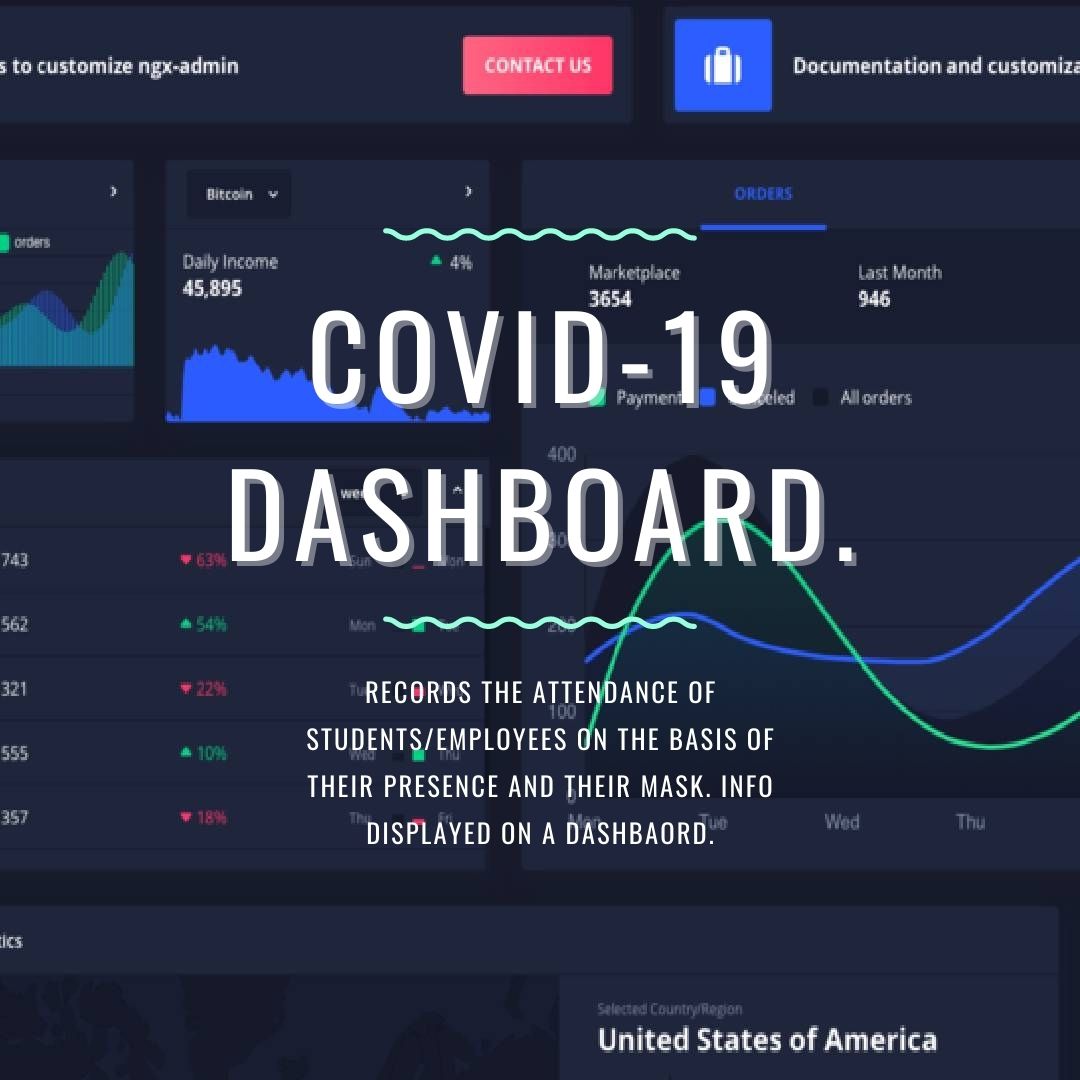 s to customize ngx-admin
CONTACT US
Documentation and customiza
Bitcoin
ORDERS
orders
Daily Income
4%
45,895
Marketplace
3654
Last Month
946
COVID-19
Payment
All orders
400
DASHBOARD.
743
63%
Sun
Mon
562
54%
Mon
Tue
200
321
22%
RECORDS THE ATTENDANCE OF
100
STUDENTS/EMPLOYEES ON THE BASIS OF
555
10%
Wed
Thu
THEIR PRESENCE AND THEIR MASK. INFO
0
357
18%
Thu
Fri
DISPLAYED ON A DASHBAORD.
Mon
Tue
Wed
Thu
tics
Selected Country/Region
United States of America